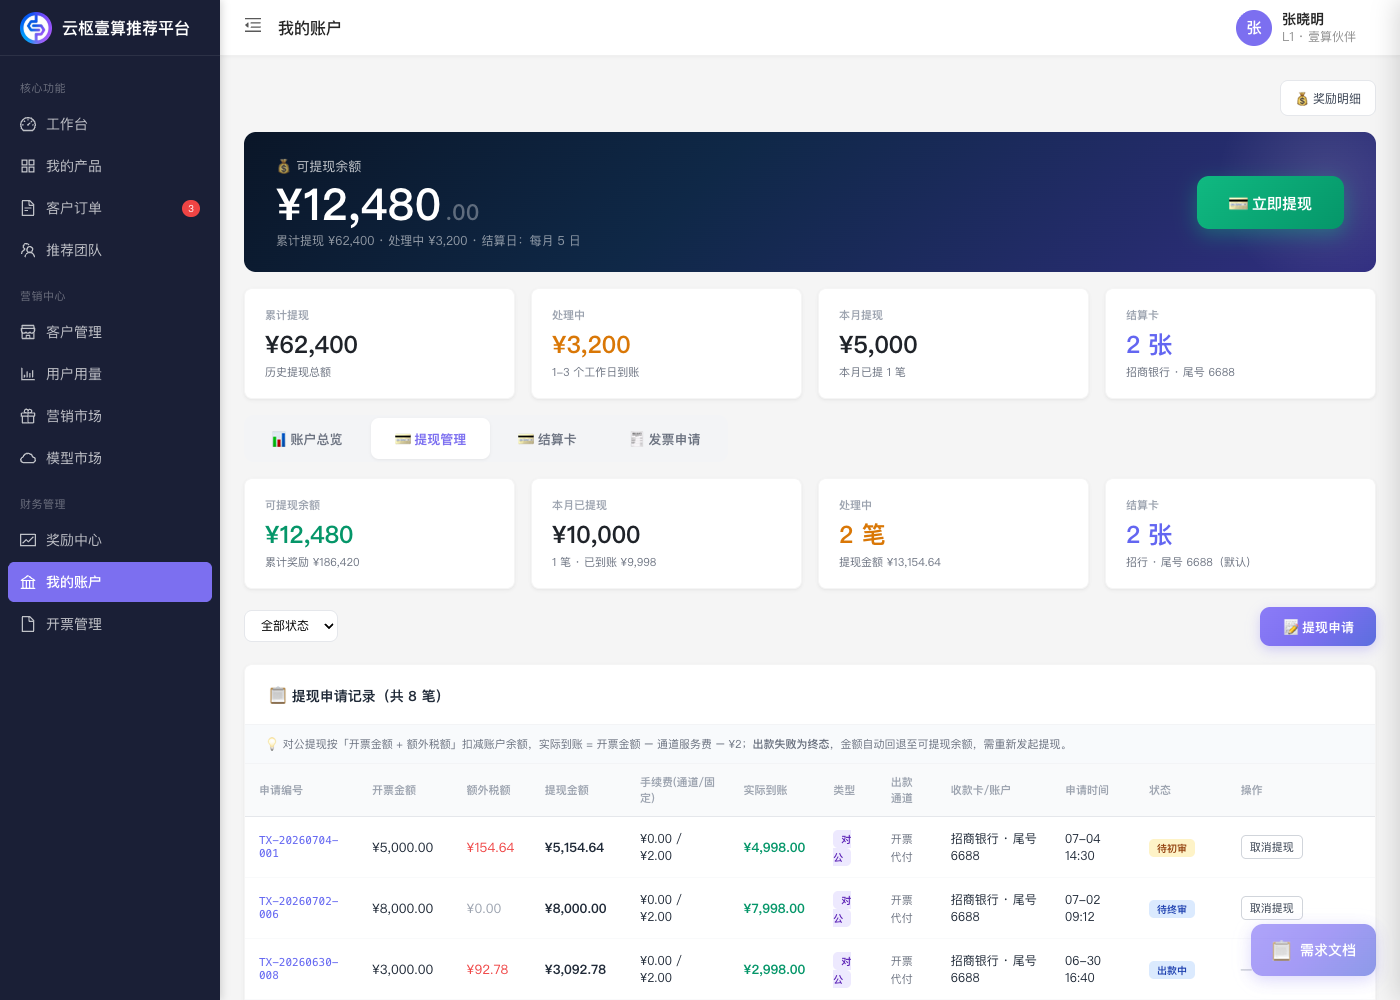 云枢壹算推荐平台
我的账户
张
张晓明
L1 · 壹算伙伴
核心功能
工作台
我的产品
客户订单
3
推荐团队
营销中心
客户管理
用户用量
营销市场
模型市场
财务管理
奖励中心
我的账户
开票管理
奖励明细
可提现余额
¥12,480.00
累计提现 ¥62,400 · 处理中 ¥3,200 · 结算日：每月 5 日
立即提现
累计提现
¥62,400
历史提现总额
处理中
¥3,200
1-3 个工作日到账
本月提现
¥5,000
本月已提 1 笔
结算卡
2 张
招商银行 · 尾号 6688
账户总览
提现管理
结算卡
发票申请
可提现余额
¥12,480
累计奖励 ¥186,420
本月已提现
¥10,000
1 笔 · 已到账 ¥9,998
处理中
2 笔
提现金额 ¥13,154.64
结算卡
2 张
招行 · 尾号 6688（默认）
全部状态
提现申请
提现申请记录（共 8 笔）
对公提现按「开票金额 + 额外税额」扣减账户余额，实际到账 = 开票金额 − 通道服务费 − ¥2；出款失败为终态，金额自动回退至可提现余额，需重新发起提现。
申请编号 开票金额 额外税额 提现金额 手续费(通道/固定) 实际到账 类型 出款通道 收款卡/账户 申请时间 状态 操作
TX-20260704-001 ¥5,000.00 ¥154.64 ¥5,154.64 ¥0.00 / ¥2.00 ¥4,998.00 对公 开票代付 招商银行 · 尾号 6688 07-04 14:30 待初审 取消提现
TX-20260702-006 ¥8,000.00 ¥0.00 ¥8,000.00 ¥0.00 / ¥2.00 ¥7,998.00 对公 开票代付 招商银行 · 尾号 6688 07-02 09:12 待终审 取消提现
TX-20260630-008 ¥3,000.00 ¥92.78 ¥3,092.78 ¥0.00 / ¥2.00 ¥2,998.00 对公 开票代付 招商银行 · 尾号 6688 06-30 16:40 出款中 —
需求文档